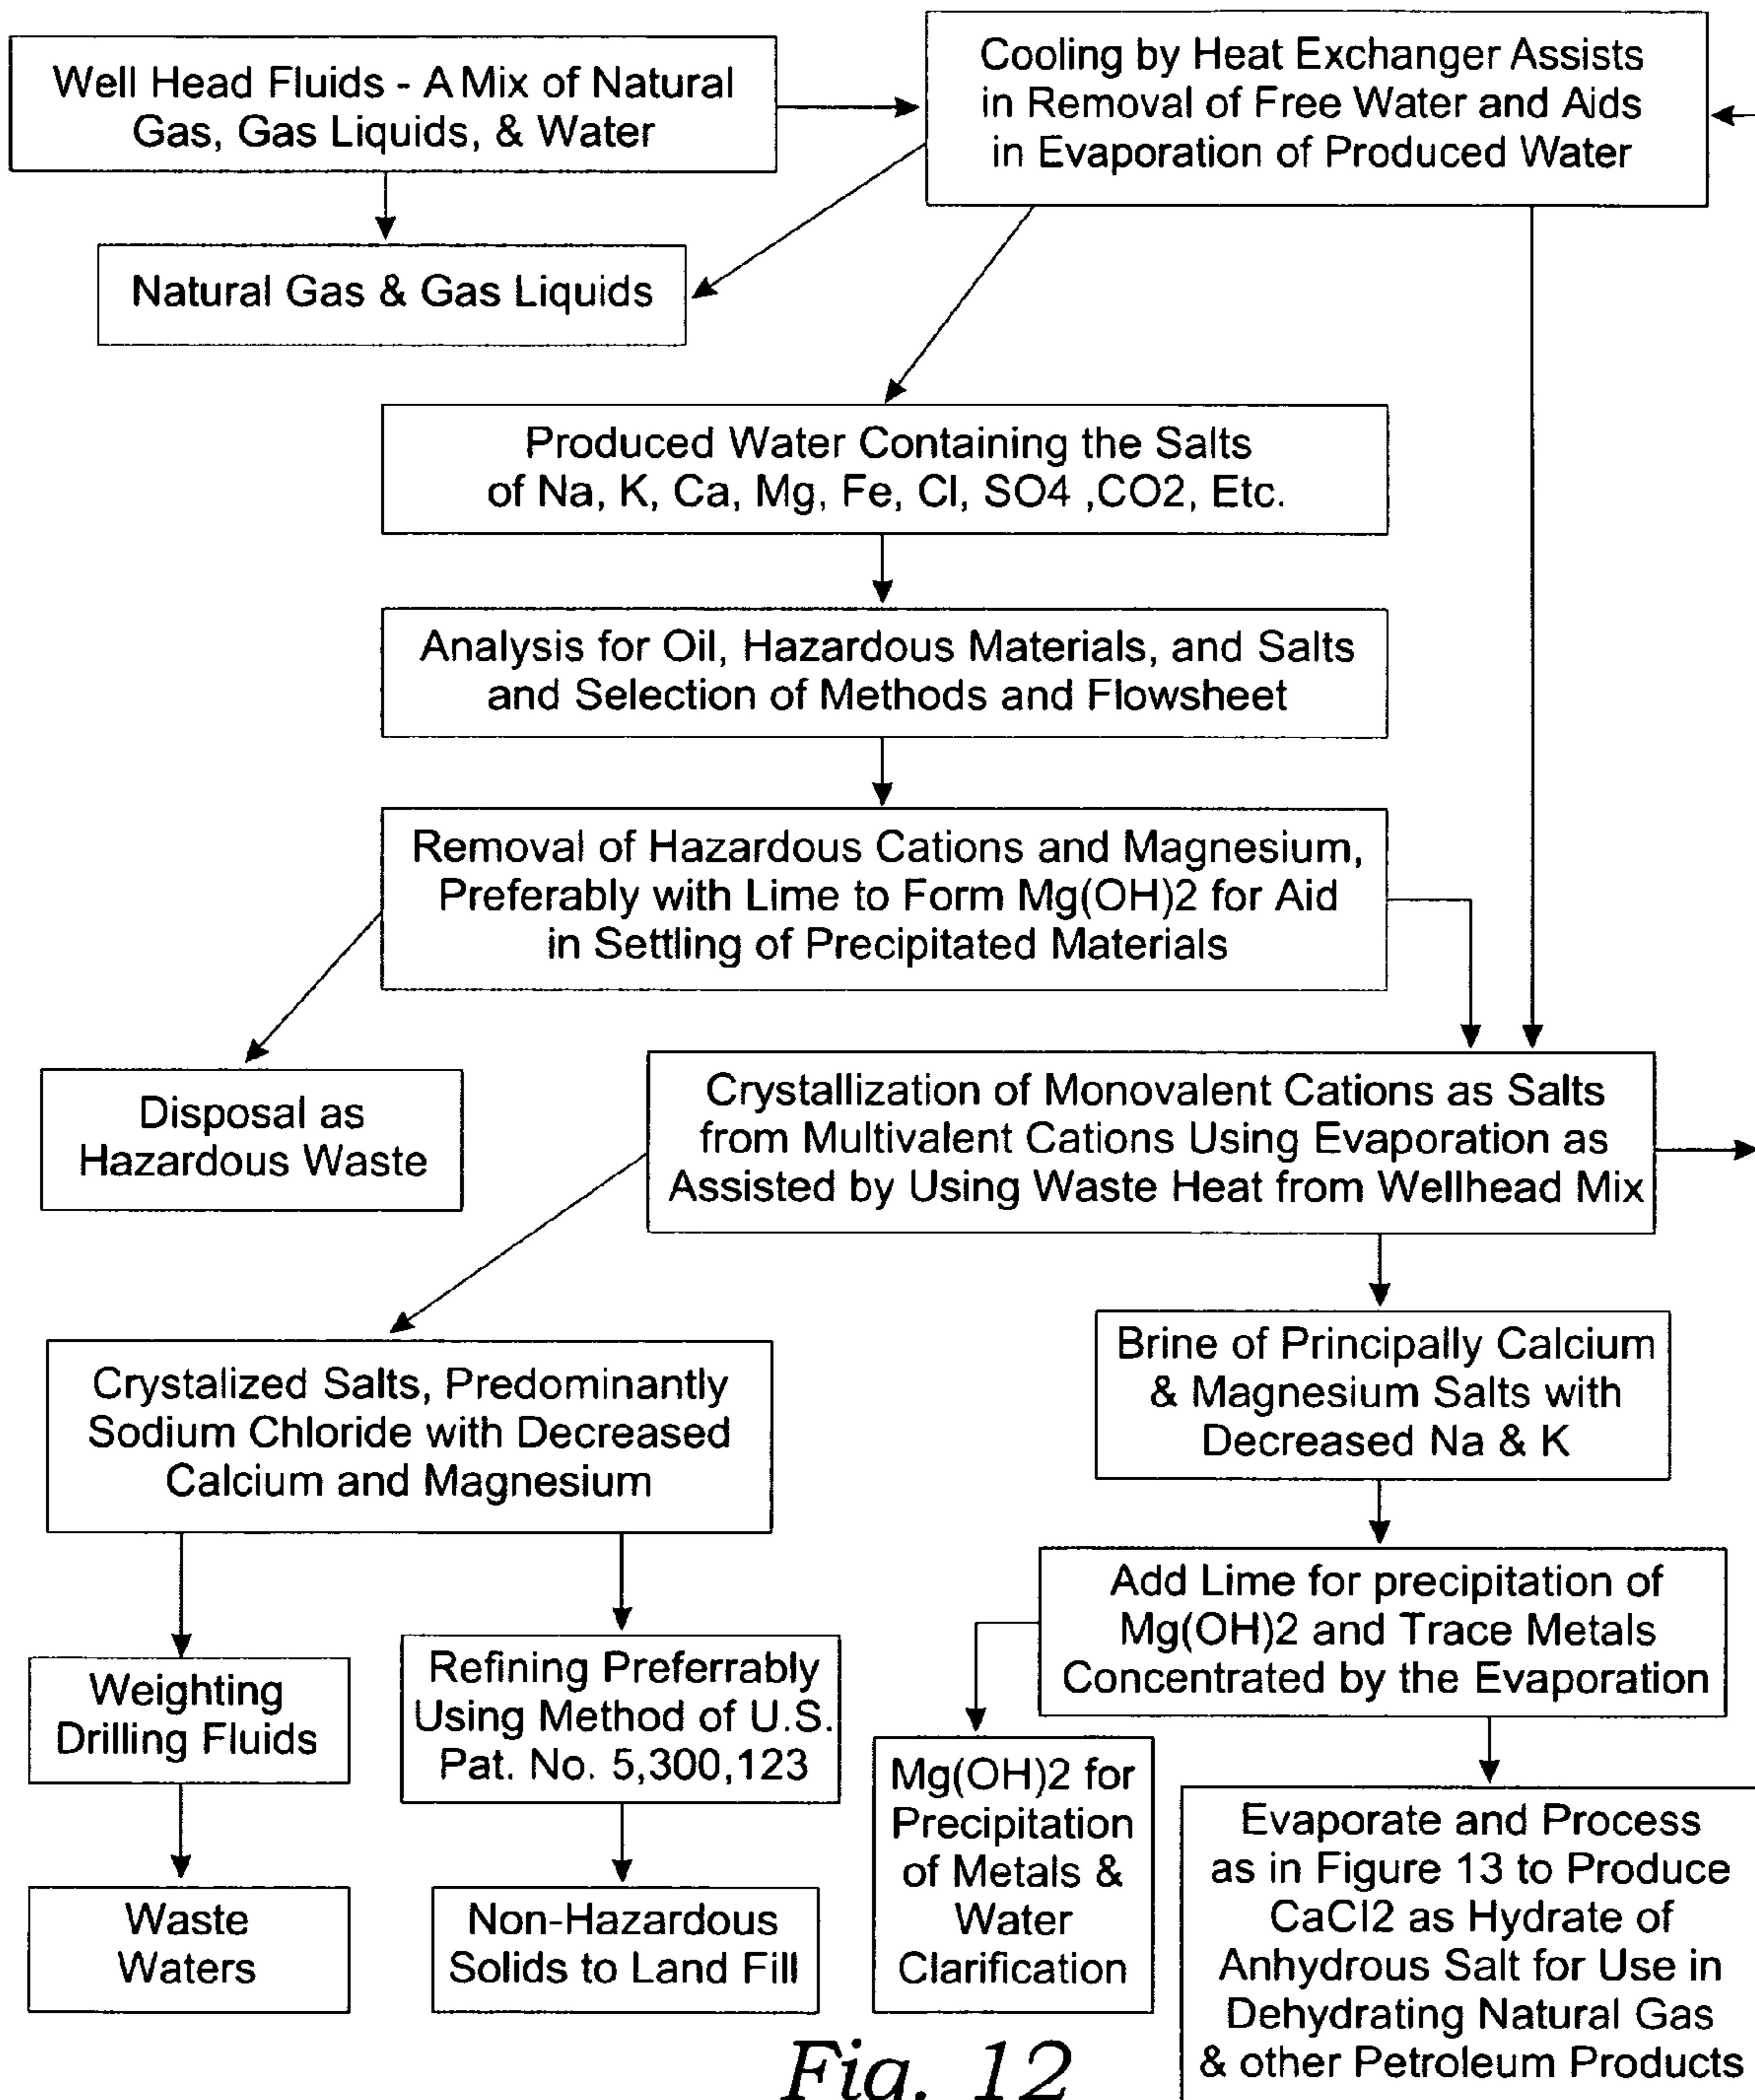 Well Head Fluids - A Mix of Natural
Gas, Gas Liquids, & Water
Cooling by Heat Exchanger Assists
in Removal of Free Water and Aids
in Evaporation of Produced Water
Natural Gas & Gas Liquids
Produced Water Containing the Salts
of Na, K, Ca, Mg, Fe, Cl, SO4 ,CO2, Etc.
Analysis for Oil, Hazardous Materials, and Salts
and Selection of Methods and Flowsheet
Removal of Hazardous Cations and Magnesium,
Preferably with Lime to Form Mg(OH)2 for Aid
in Settling of Precipitated Materials
Disposal as
Hazardous Waste
Crystallization of Monovalent Cations as Salts
from Multivalent Cations Using Evaporation as
Assisted by Using Waste Heat from Wellhead Mix
Crystalized Salts, Predominantly
Sodium Chloride with Decreased
Calcium and Magnesium
Brine of Principally Calcium
& Magnesium Salts with
Decreased Na & K
Add Lime for precipitation of
Mg(OH)2 and Trace Metals
Concentrated by the Evaporation
Weighting
Drilling Fluids
Refining Preferrably
Using Method of U.S.
Pat. No. 5,300,123
Mg(OH)2 for
Precipitation
of Metals &
Water
Clarification
Evaporate and Process
as in Figure 13 to Produce
CaCl2 as Hydrate of
Anhydrous Salt for Use in
Dehydrating Natural Gas
& other Petroleum Products
Waste
Waters
Non-Hazardous
Solids to Land Fill
Fig. 12